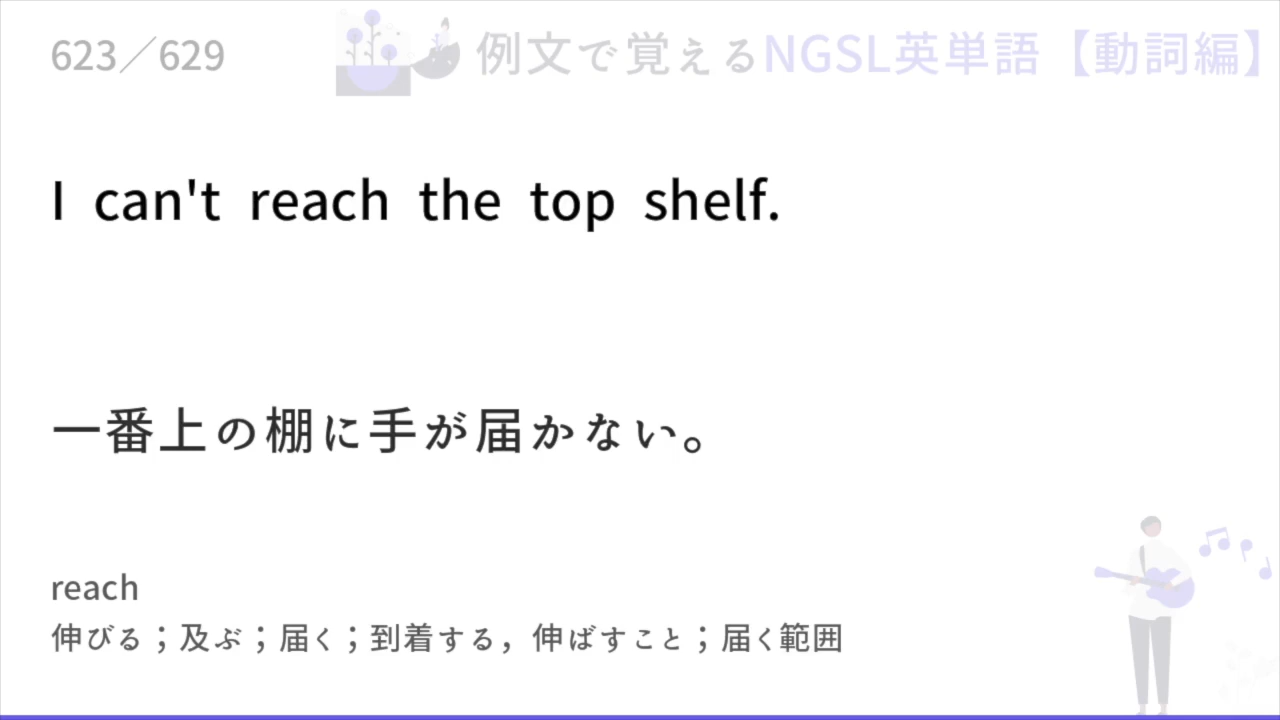 623／629
例文で覚えるNGSL英単語【動詞編】
I can't reach the top shelf.
一番上の棚に手が届かない。
reach
伸びる；及ぶ；届く；到着する，伸ばすこと；届く範囲